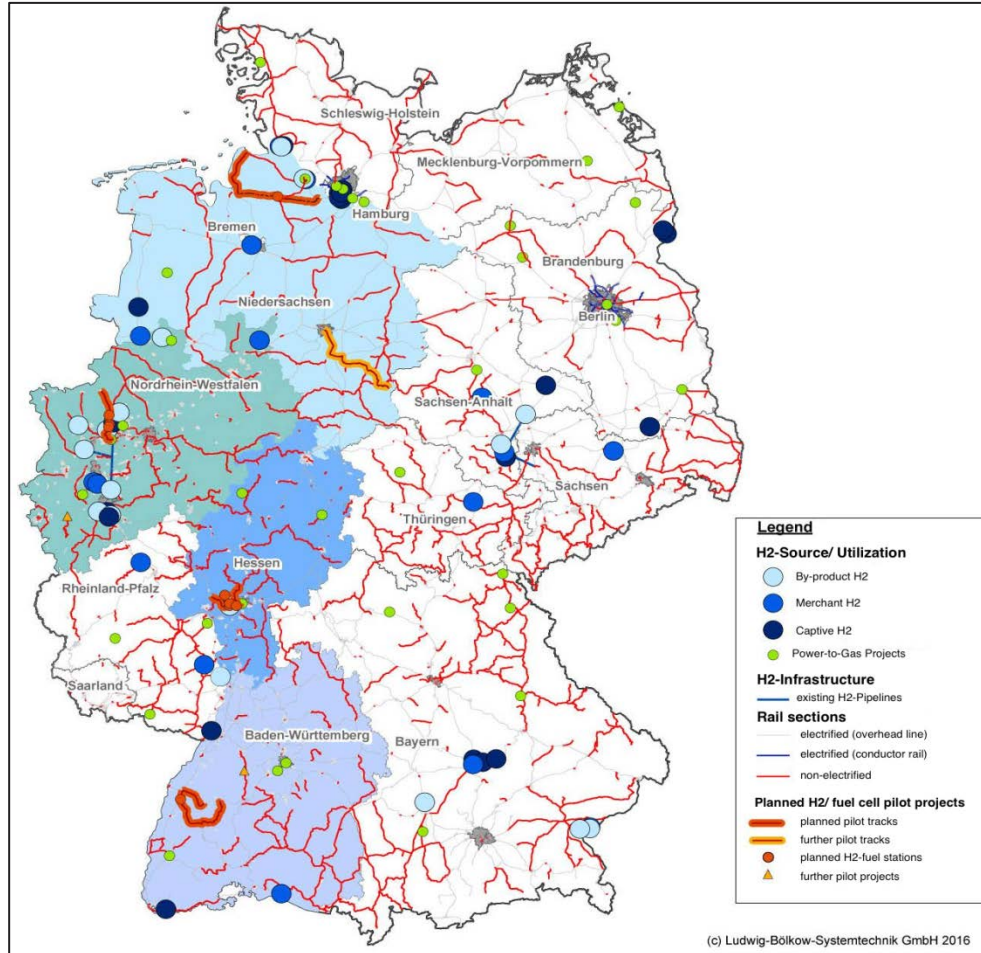 Schleswig-Holstein
Mecklenburg-Vorpommern
Hamburg
Bremen
Brandenburg
Niedersachsen
Berlin
Nordrhein-Westfalen
Sachsen-Anhalt
Sachsen
Thüringen
Hessen
Rheinland-Pfalz
Saarland
Baden-Württemberg
Bayern
Legend
H2-Source/ Utilization
By-product H2
Merchant H2
Captive H2
Power-to-Gas Projects
H2-Infrastructure
existing H2-Pipelines
Rail sections
electrified (overhead line)
electrified (conductor rail)
non-electrified
Planned H2/ fuel cell pilot projects
planned pilot tracks
further pilot tracks
planned H2-fuel stations
further pilot projects
(c) Ludwig-Bölkow-Systemtechnik GmbH 2016